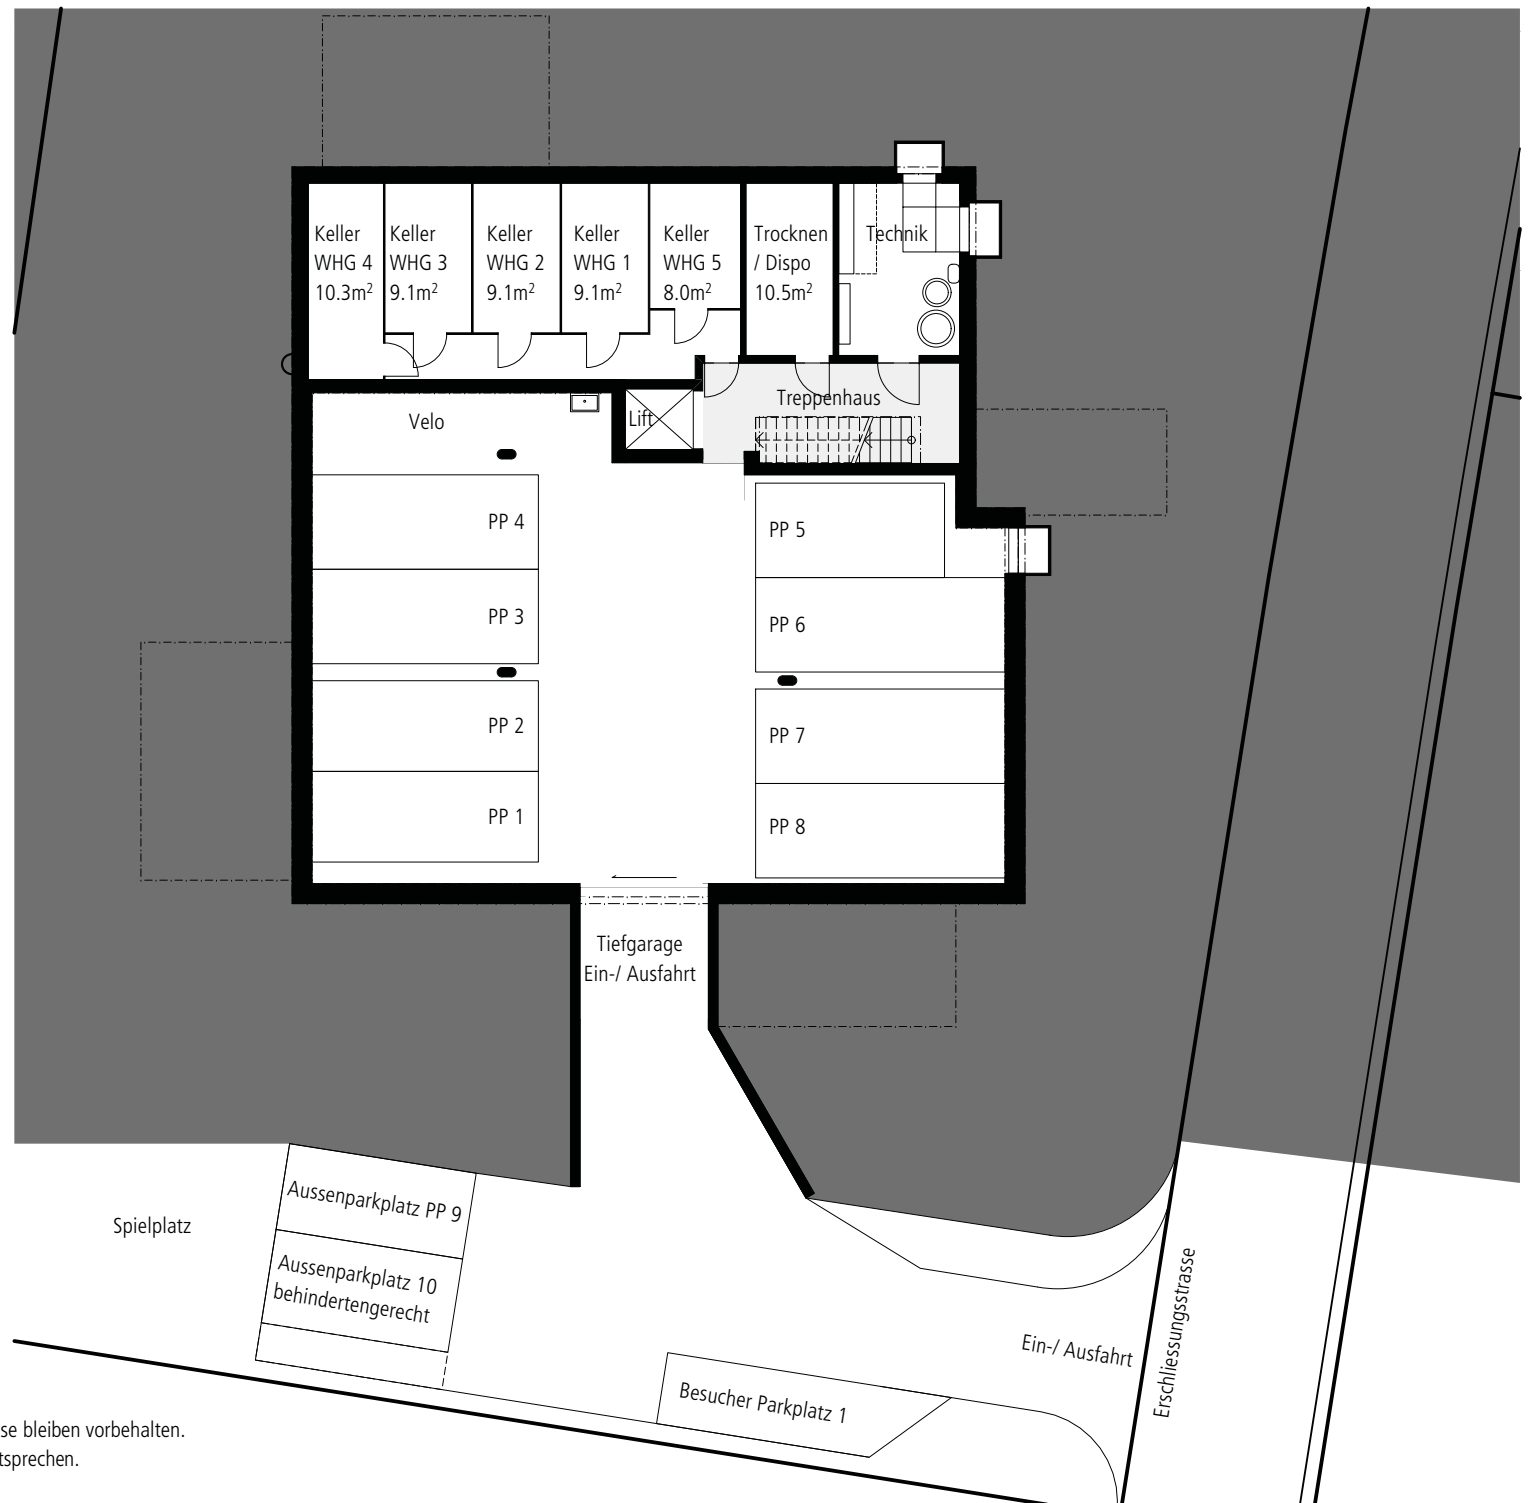 Keller
WHG 4
10.3m²
Keller
WHG 3
9.1m²
Keller
WHG 2
9.1m²
Keller
WHG 1
9.1m²
Keller
WHG 5
8.0m²
Trocknen
/ Dispo
10.5m²
Technik
Treppenhaus
Lift
Velo
PP 4
PP 3
PP 2
PP 1
PP 5
PP 6
PP 7
PP 8
Tiefgarage
Ein-/ Ausfahrt
Aussenparkplatz PP 9
Aussenparkplatz 10
behindertengerecht
Spielplatz
Besucher Parkplatz 1
Ein-/ Ausfahrt
Erschliessungsstrasse
se bleiben vorbehalten.
tsprechen.